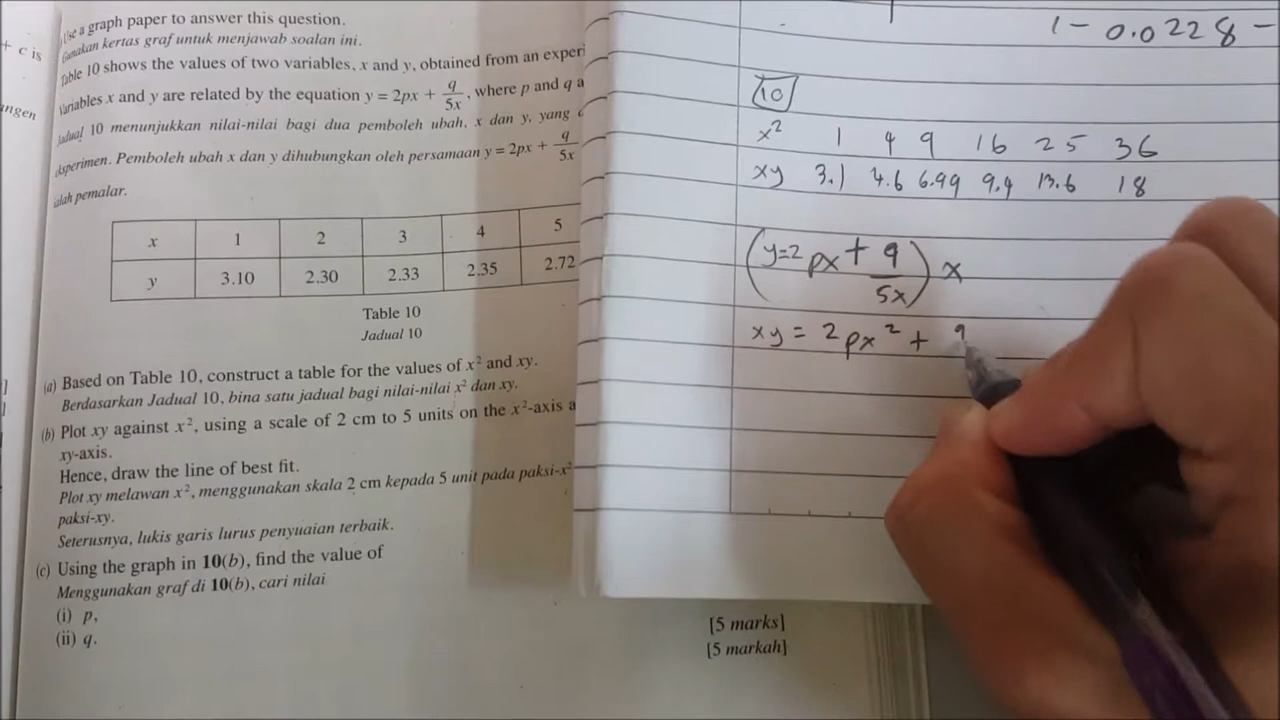 + c is
ungen
Use a graph paper to answer this question.
Gunakan kertas graf untuk menjawab soalan ini.
Table 10 shows the values of two variables, x and y, obtained from an experi
Variables x and y are related by the equation y = 2px + q/5x, where p and q a
Jadual 10 menunjukkan nilai-nilai bagi dua pemboleh ubah, x dan y, yang
eksperimen. Pemboleh ubah x dan y dihubungkan oleh persamaan y = 2px + q/5x
ialah pemalar.
x 1 2 3 4 5
y 3.10 2.30 2.33 2.35 2.72
Table 10
Jadual 10
(a) Based on Table 10, construct a table for the values of x² and xy.
Berdasarkan Jadual 10, bina satu jadual bagi nilai-nilai x² dan xy.
(b) Plot xy against x², using a scale of 2 cm to 5 units on the x²-axis a
xy-axis.
Hence, draw the line of best fit.
Plot xy melawan x², menggunakan skala 2 cm kepada 5 unit pada paksi-x²
paksi-xy.
Seterusnya, lukis garis lurus penyuaian terbaik.
(c) Using the graph in 10(b), find the value of
Menggunakan graf di 10(b), cari nilai
(i) p,
(ii) q.
[5 marks]
[5 markah]
1 - 0.0228 -
10
x² 1 4 9 16 25 36
xy 3.1 4.6 6.99 9.4 13.6 18
(y=2px + q/5x) x
xy = 2px² + q